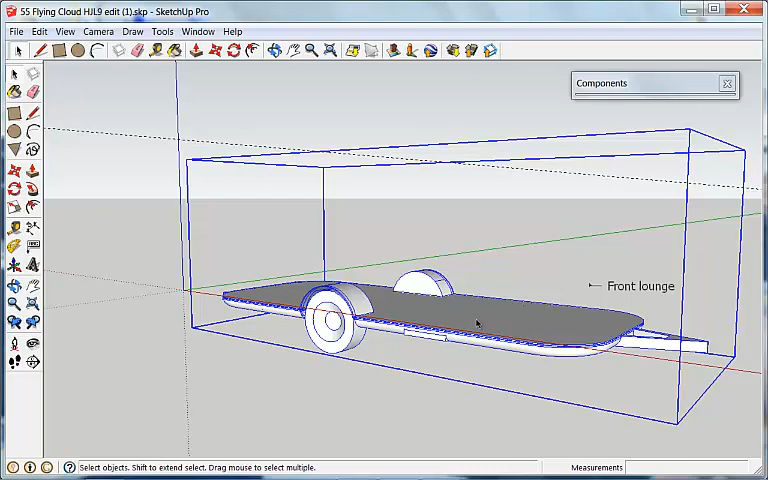 55 Flying Cloud HJL9 edit (1).skp - SketchUp Pro
File Edit View Camera Draw Tools Window Help
Components
Front lounge
Select objects. Shift to extend select. Drag mouse to select multiple.
Measurements